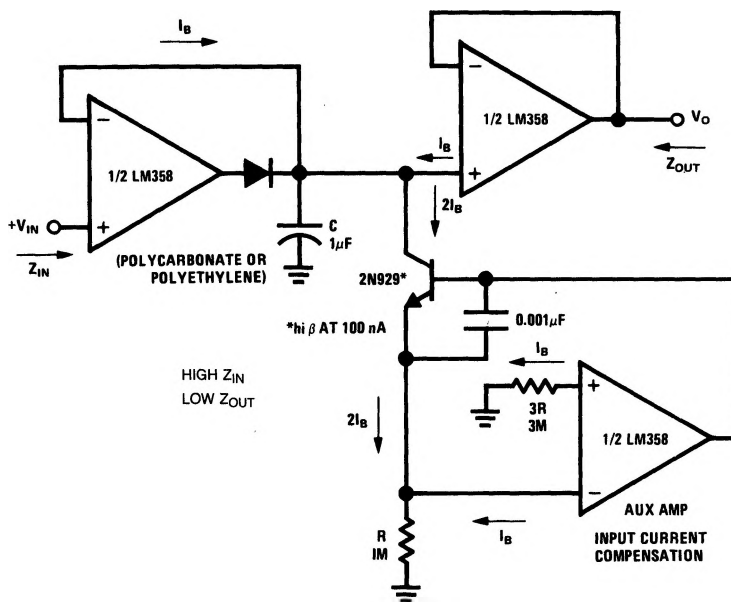 I_B
−
1/2 LM358
+
+V_IN
Z_IN
C
1µF
(POLYCARBONATE OR
POLYETHYLENE)
−
1/2 LM358
+
I_B
V_O
Z_OUT
2I_B
2N929*
*hi β AT 100 nA
0.001µF
HIGH Z_IN
LOW Z_OUT
I_B
3R
3M
+
1/2 LM358
−
2I_B
AUX AMP
INPUT CURRENT
COMPENSATION
I_B
R
1M